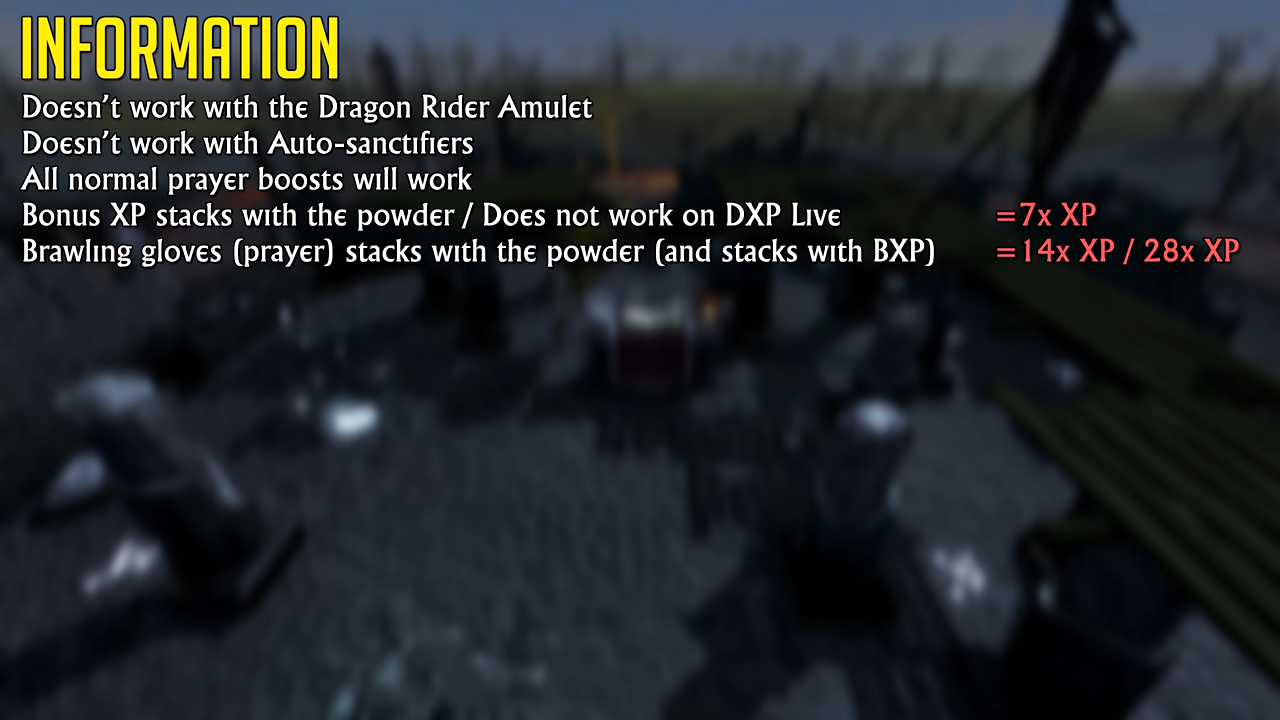 INFORMATION
Doesn't work with the Dragon Rider Amulet
Doesn't work with Auto-sanctifiers
All normal prayer boosts will work
Bonus XP stacks with the powder / Does not work on DXP Live =7x XP
Brawling gloves (prayer) stacks with the powder (and stacks with BXP) =14x XP / 28x XP